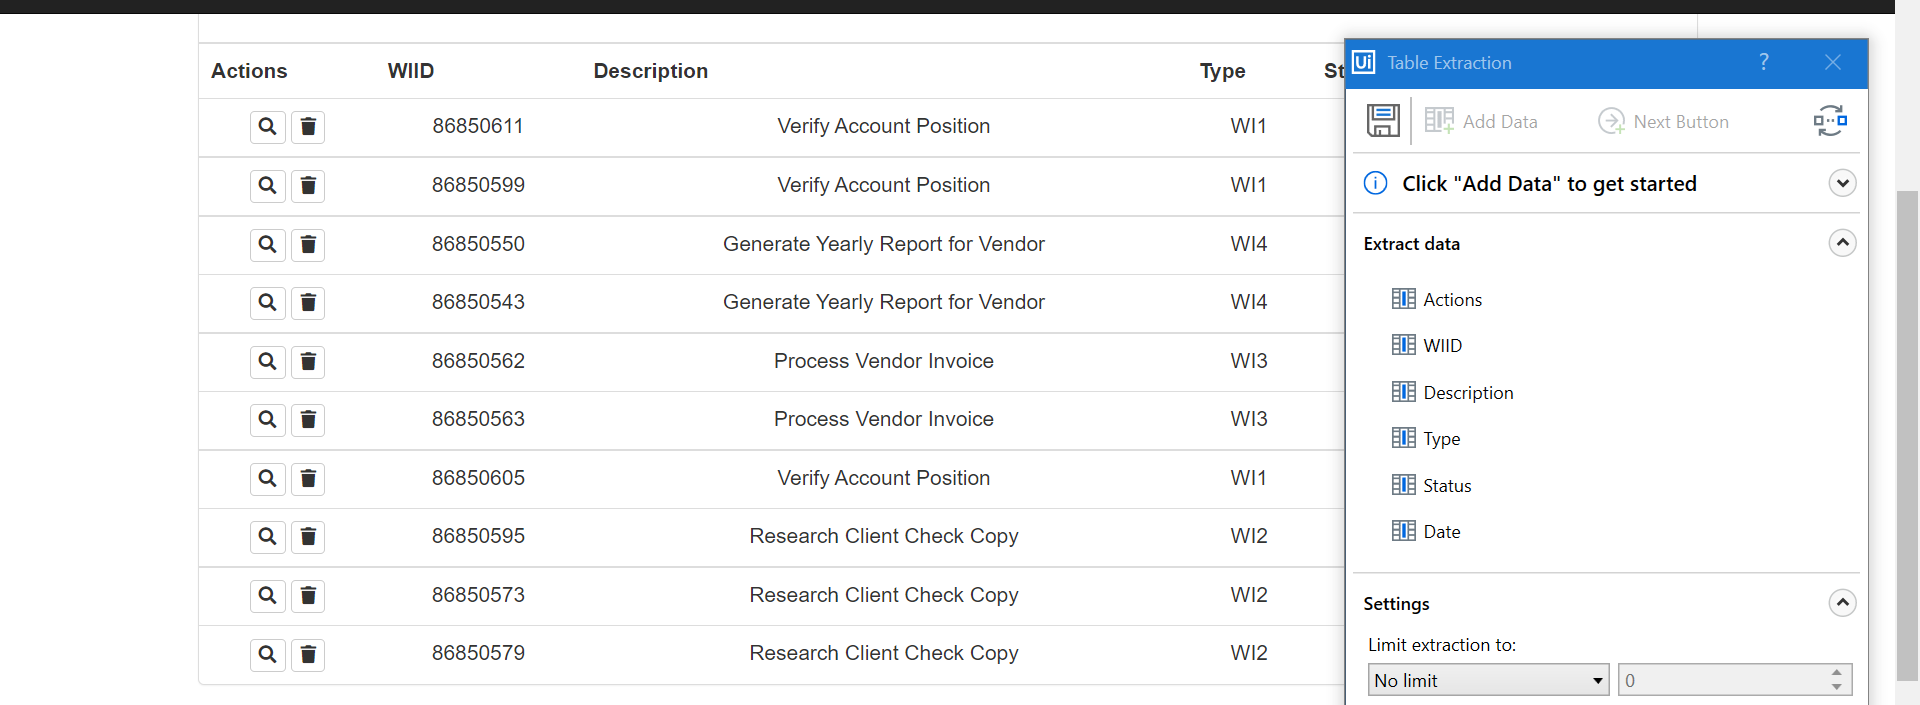 Actions WIID Description Type St
86850611 Verify Account Position WI1
86850599 Verify Account Position WI1
86850550 Generate Yearly Report for Vendor WI4
86850543 Generate Yearly Report for Vendor WI4
86850562 Process Vendor Invoice WI3
86850563 Process Vendor Invoice WI3
86850605 Verify Account Position WI1
86850595 Research Client Check Copy WI2
86850573 Research Client Check Copy WI2
86850579 Research Client Check Copy WI2
Ui Table Extraction ?
Add Data Next Button
Click "Add Data" to get started
Extract data
Actions
WIID
Description
Type
Status
Date
Settings
Limit extraction to:
No limit 0